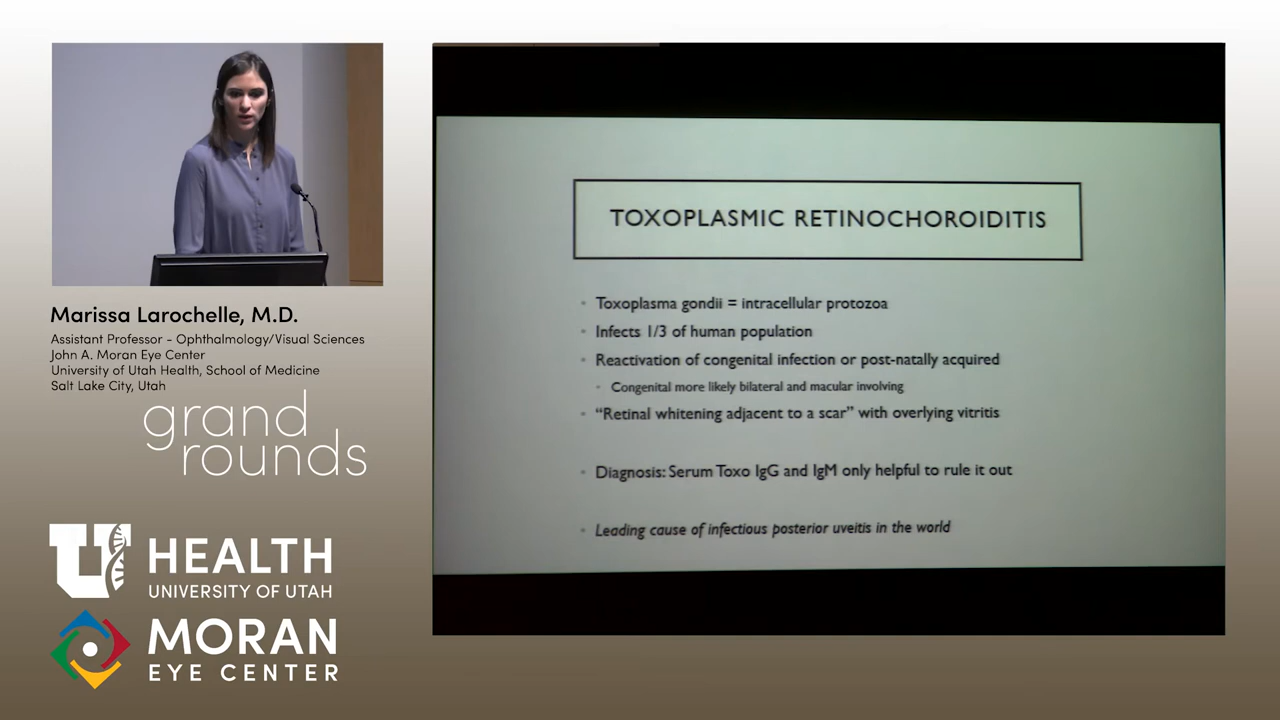 Marissa Larochelle, M.D.
Assistant Professor - Ophthalmology/Visual Sciences
John A. Moran Eye Center
University of Utah Health, School of Medicine
Salt Lake City, Utah
grand
rounds
U HEALTH
UNIVERSITY OF UTAH
MORAN
EYE CENTER
TOXOPLASMIC RETINOCHOROIDITIS
Toxoplasma gondii = intracellular protozoa
Infects 1/3 of human population
Reactivation of congenital infection or post-natally acquired
Congenital more likely bilateral and macular involving
“Retinal whitening adjacent to a scar” with overlying vitritis
Diagnosis: Serum Toxo IgG and IgM only helpful to rule it out
Leading cause of infectious posterior uveitis in the world